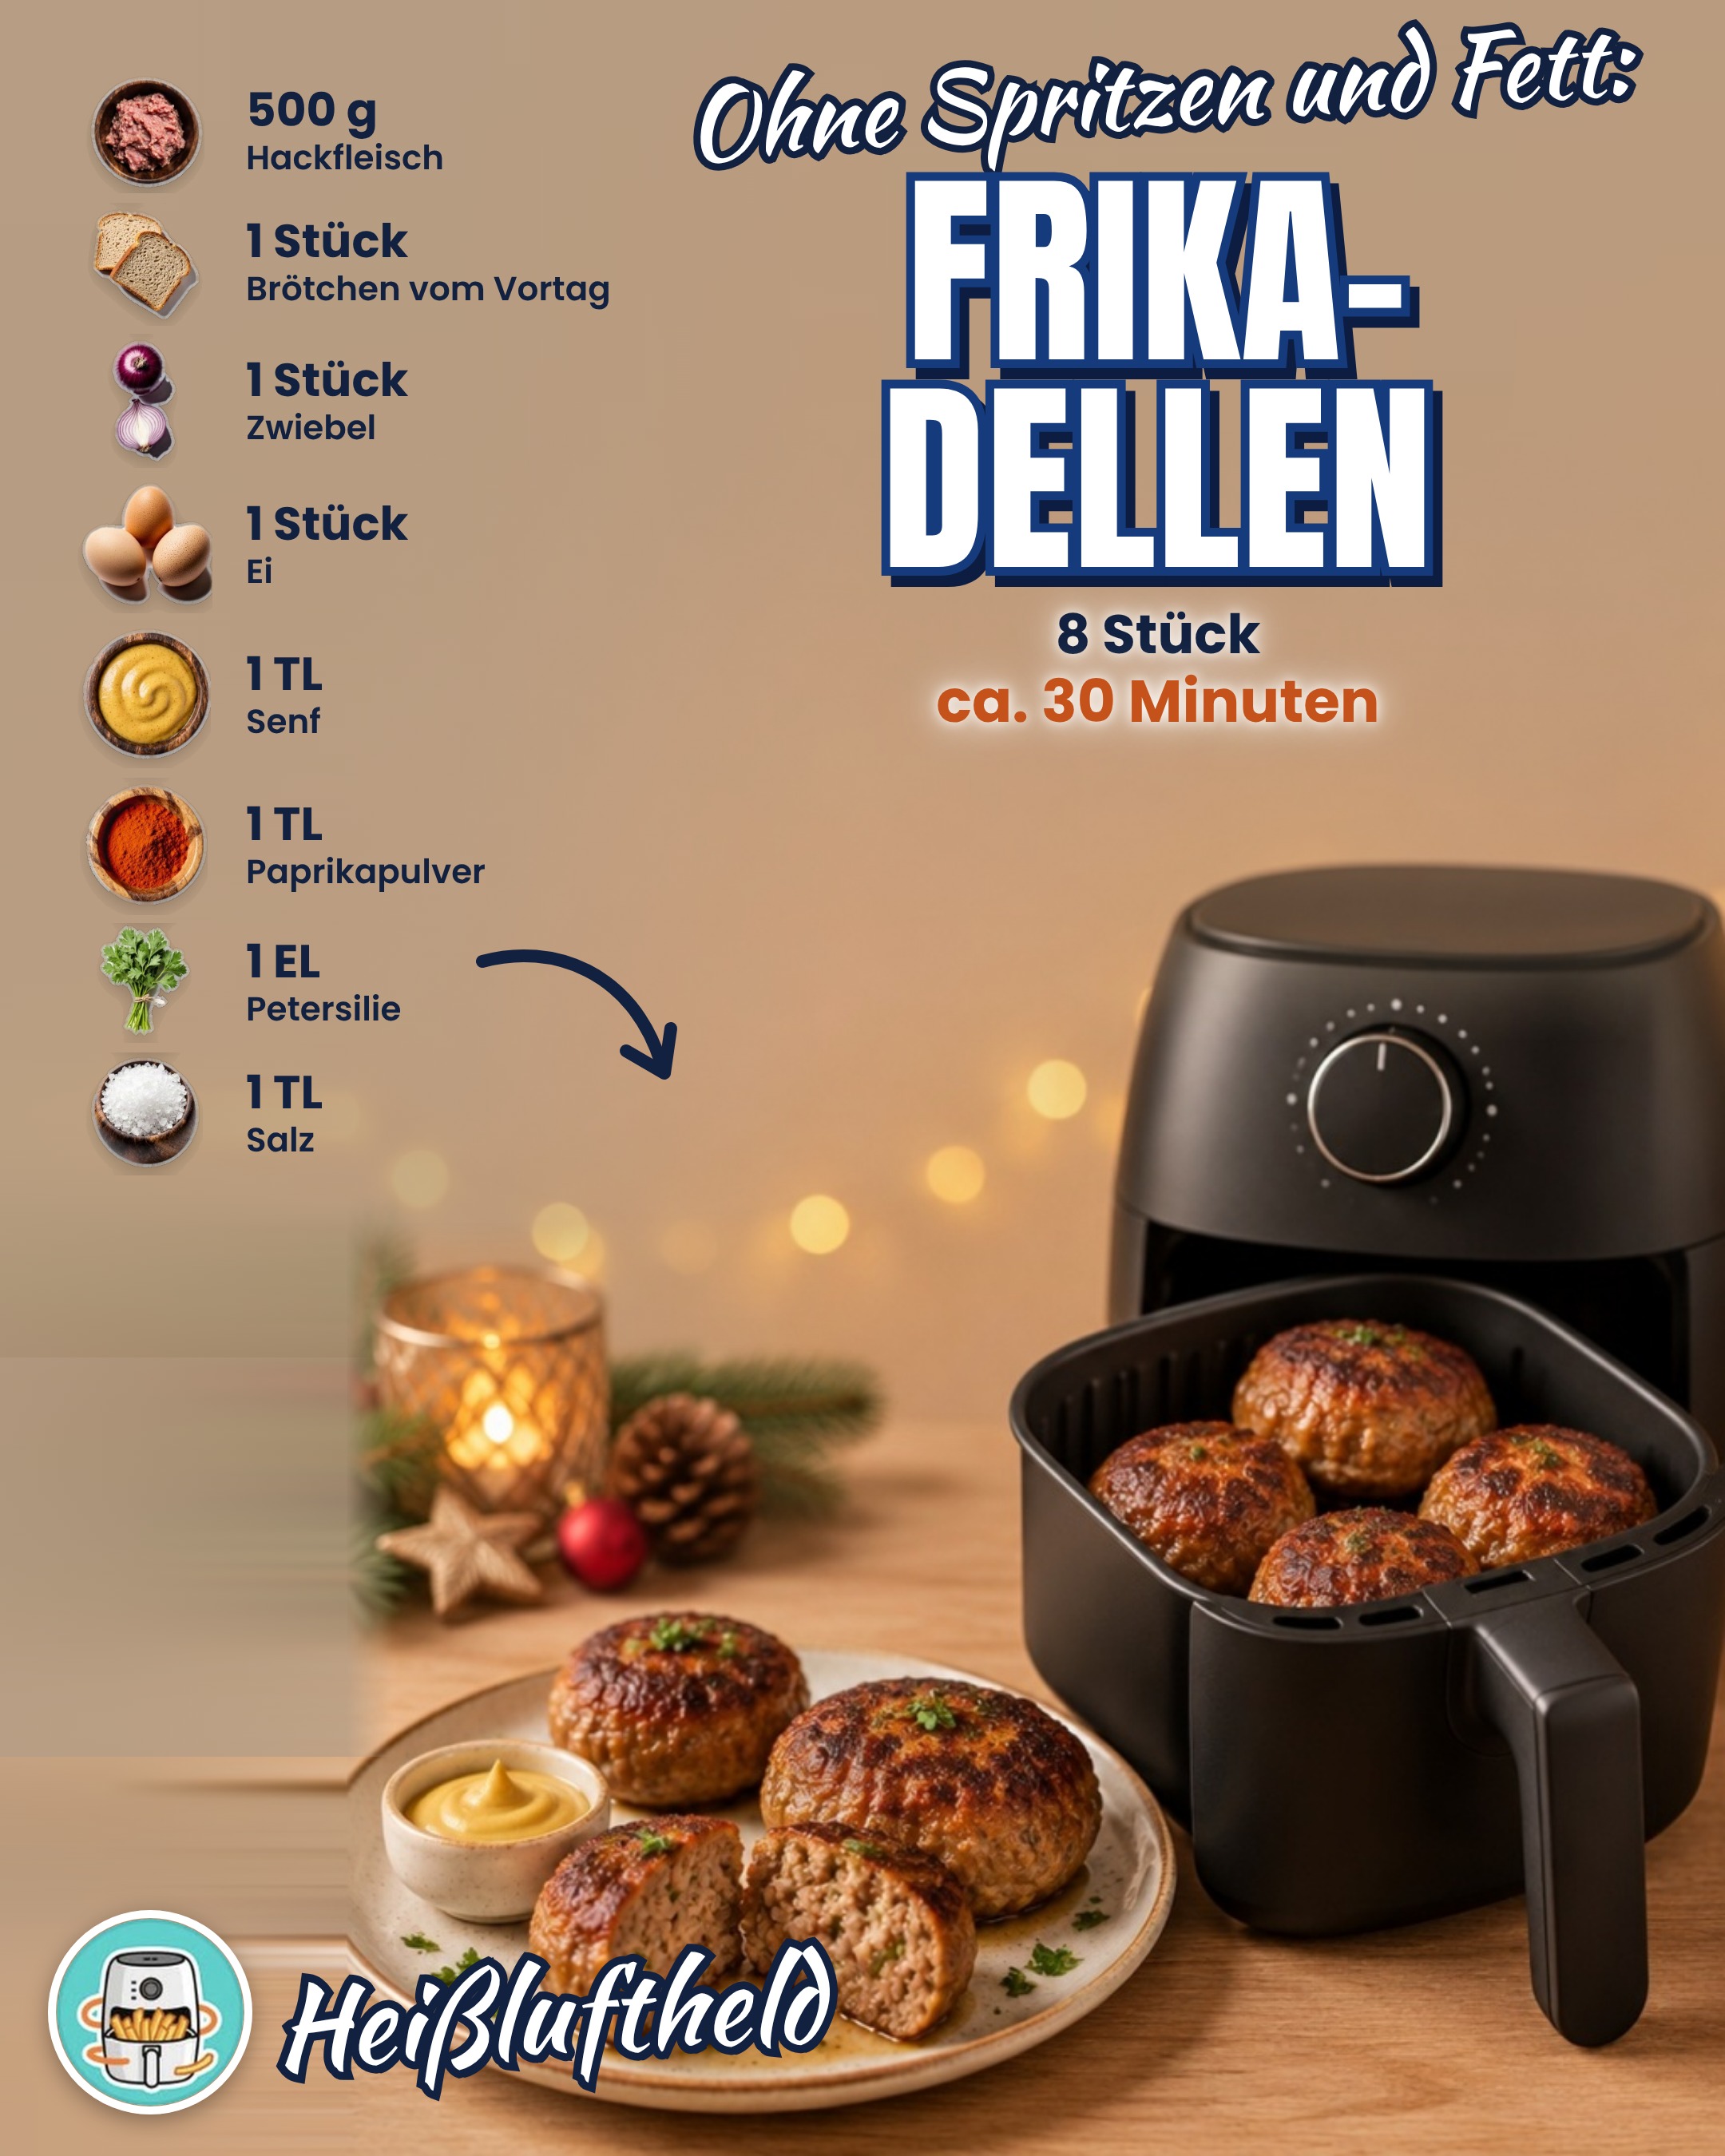 Ohne Spritzen und Fett:
FRIKA-
DELLEN
8 Stück
ca. 30 Minuten
500 g
Hackfleisch
1 Stück
Brötchen vom Vortag
1 Stück
Zwiebel
1 Stück
Ei
1 TL
Senf
1 TL
Paprikapulver
1 EL
Petersilie
1 TL
Salz
Heißluftheld